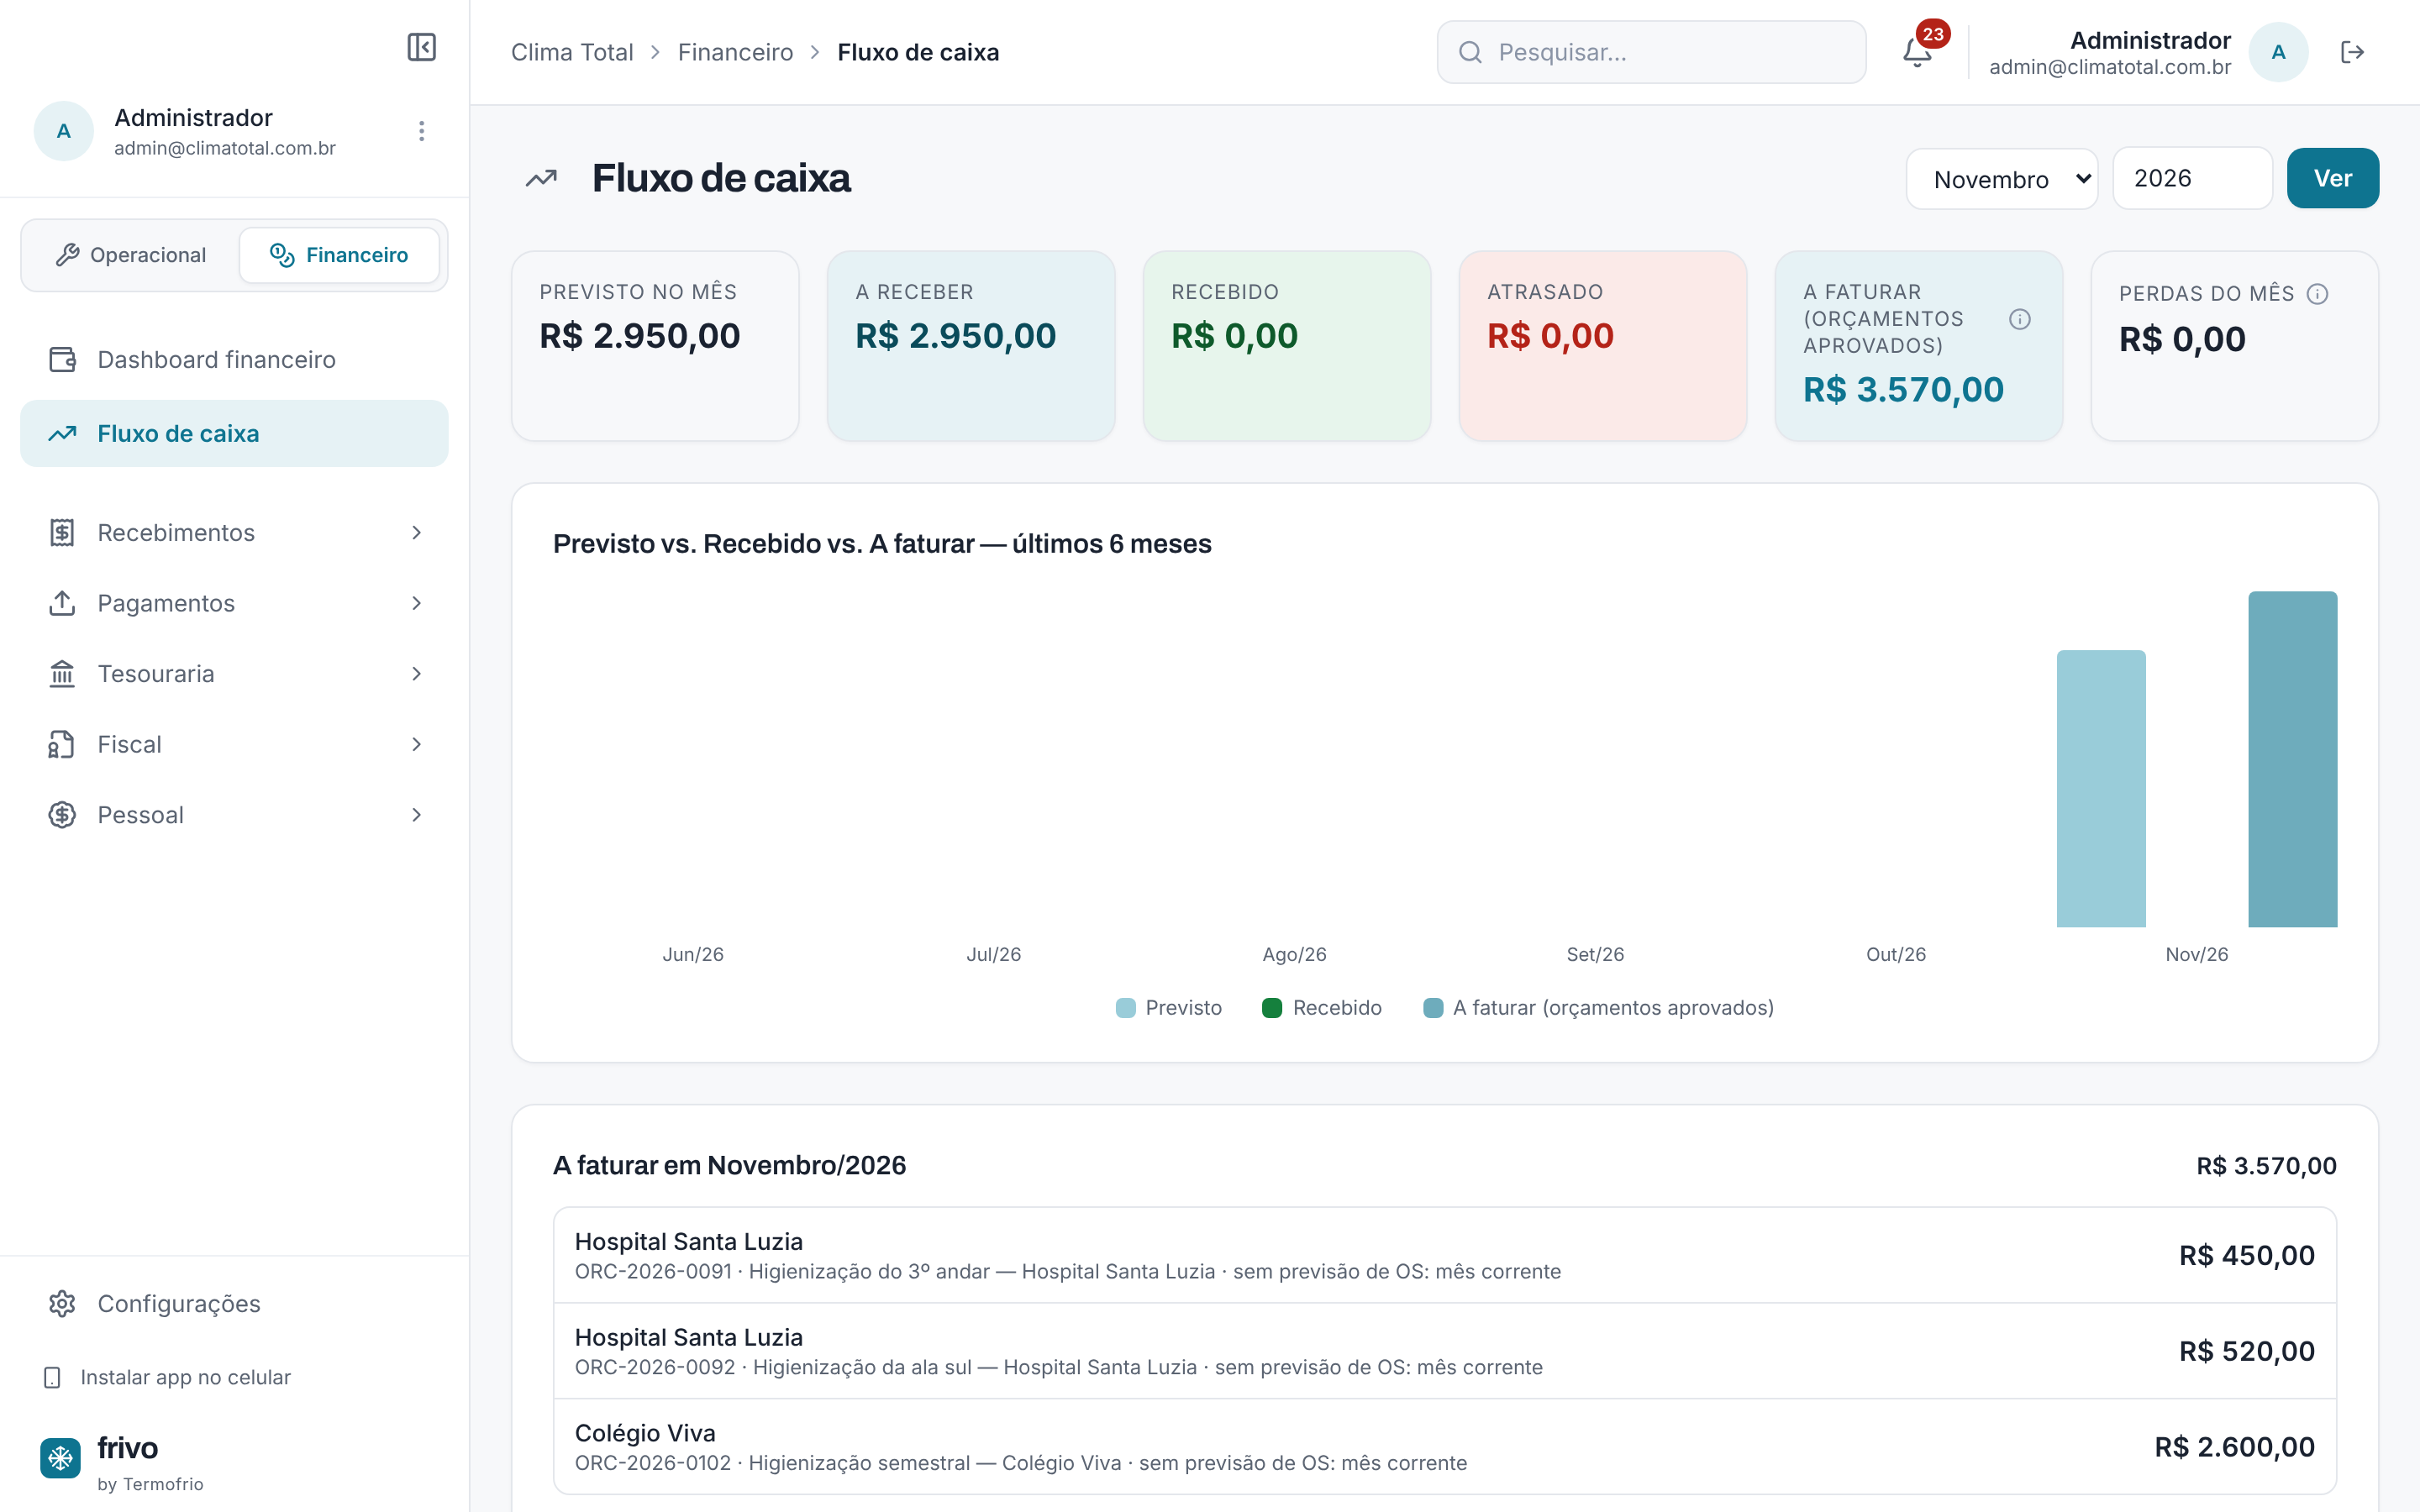 Administrador
admin@climatotal.com.br
Operacional
Financeiro
Dashboard financeiro
Fluxo de caixa
Recebimentos
Pagamentos
Tesouraria
Fiscal
Pessoal
Configurações
Instalar app no celular
frivo
by Termofrio
Clima Total > Financeiro > Fluxo de caixa
Pesquisar...
23
Administrador
admin@climatotal.com.br
A
A
Fluxo de caixa
Novembro
2026
Ver
PREVISTO NO MÊS
R$ 2.950,00
A RECEBER
R$ 2.950,00
RECEBIDO
R$ 0,00
ATRASADO
R$ 0,00
A FATURAR
(ORÇAMENTOS
APROVADOS)
R$ 3.570,00
PERDAS DO MÊS
R$ 0,00
Previsto vs. Recebido vs. A faturar — últimos 6 meses
Jun/26 Jul/26 Ago/26 Set/26 Out/26 Nov/26
Previsto Recebido A faturar (orçamentos aprovados)
A faturar em Novembro/2026
R$ 3.570,00
Hospital Santa Luzia
ORC-2026-0091 · Higienização do 3º andar — Hospital Santa Luzia · sem previsão de OS: mês corrente
R$ 450,00
Hospital Santa Luzia
ORC-2026-0092 · Higienização da ala sul — Hospital Santa Luzia · sem previsão de OS: mês corrente
R$ 520,00
Colégio Viva
ORC-2026-0102 · Higienização semestral — Colégio Viva · sem previsão de OS: mês corrente
R$ 2.600,00